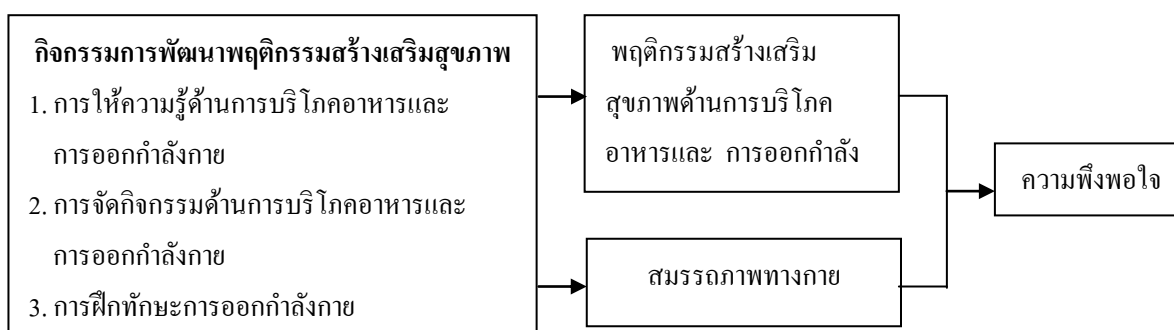 กิจกรรมการพัฒนาพฤติกรรมสร้างเสริมสุขภาพ
1. การให้ความรู้ด้านการบริโภคอาหารและ
การออกกำลังกาย
2. การจัดกิจกรรมด้านการบริโภคอาหารและ
การออกกำลังกาย
3. การฝึกทักษะการออกกำลังกาย
พฤติกรรมสร้างเสริม
สุขภาพด้านการบริโภค
อาหารและ การออกกำลัง
สมรรถภาพทางกาย
ความพึงพอใจ